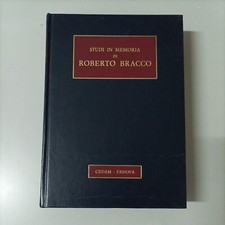 STUDI IN MEMORIA
DI
ROBERTO BRACCO
CEDAM - PADOVA